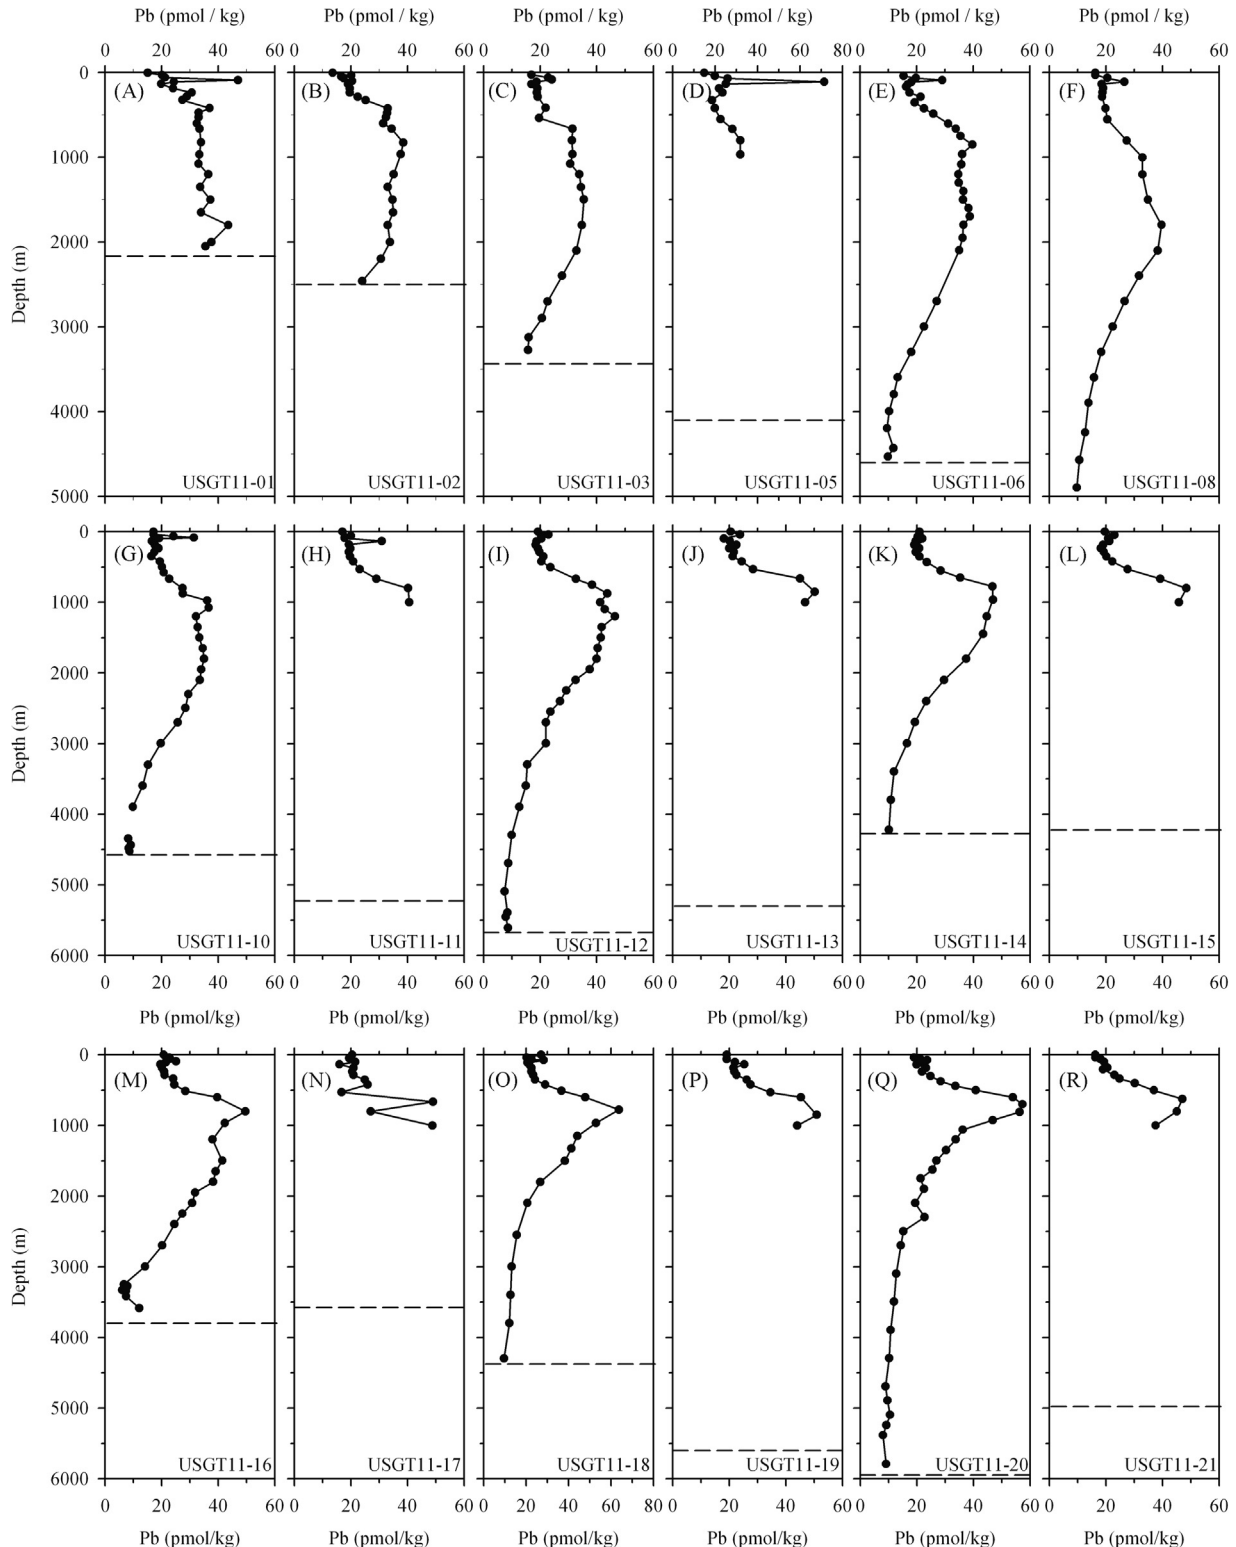 Pb (pmol / kg) Pb (pmol / kg) Pb (pmol / kg) Pb (pmol / kg) Pb (pmol / kg) Pb (pmol / kg)
0 20 40 60 0 20 40 60 0 20 40 60 0 20 40 60 80 0 20 40 60 0 20 40 60
0
(A) (B) (C) (D) (E) (F)
1000
2000
Depth (m)
3000
4000
USGT11-01 USGT11-02 USGT11-03 USGT11-05 USGT11-06 USGT11-08
5000
0
(G) (H) (I) (J) (K) (L)
1000
2000
Depth (m)
3000
4000
5000
USGT11-10 USGT11-11 USGT11-12 USGT11-13 USGT11-14 USGT11-15
6000
0 20 40 60 0 20 40 60 0 20 40 60 0 20 40 60 0 20 40 60 0 20 40 60
Pb (pmol/kg) Pb (pmol/kg) Pb (pmol/kg) Pb (pmol/kg) Pb (pmol/kg) Pb (pmol/kg)
0
(M) (N) (O) (P) (Q) (R)
1000
2000
Depth (m)
3000
4000
5000
USGT11-16 USGT11-17 USGT11-18 USGT11-19 USGT11-20 USGT11-21
6000
0 20 40 60 0 20 40 60 0 20 40 60 80 0 20 40 60 0 20 40 60 0 20 40 60
Pb (pmol/kg) Pb (pmol/kg) Pb (pmol/kg) Pb (pmol/kg) Pb (pmol/kg) Pb (pmol/kg)